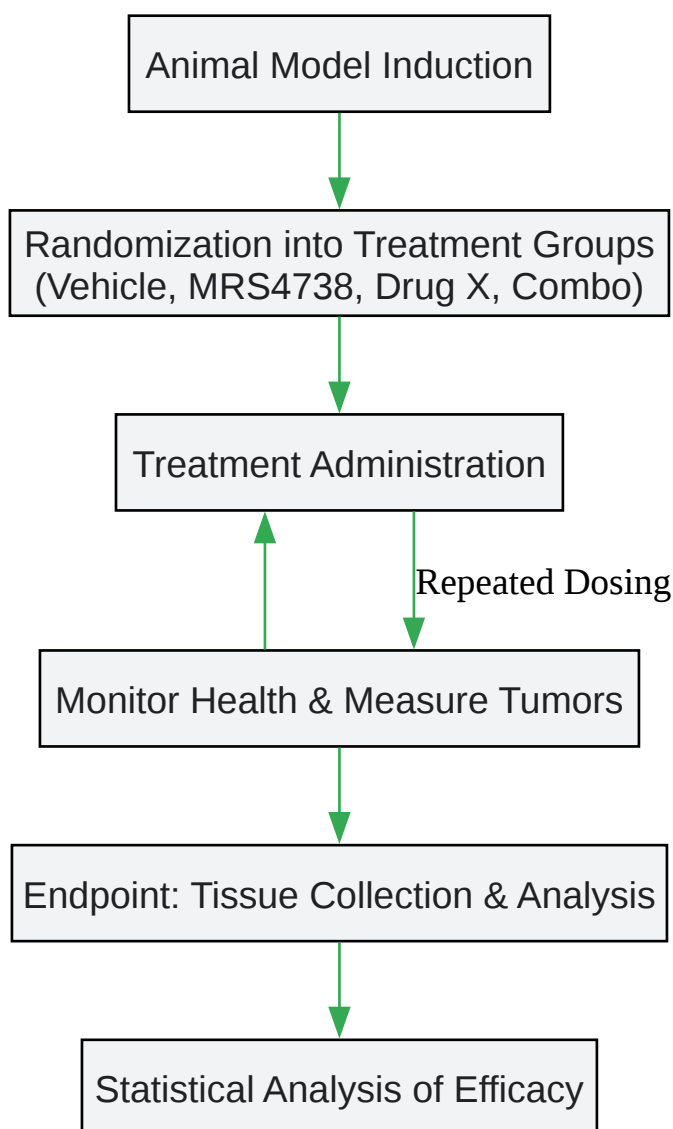 Animal Model Induction
Randomization into Treatment Groups
(Vehicle, MRS4738, Drug X, Combo)
Treatment Administration
Repeated Dosing
Monitor Health & Measure Tumors
Endpoint: Tissue Collection & Analysis
Statistical Analysis of Efficacy